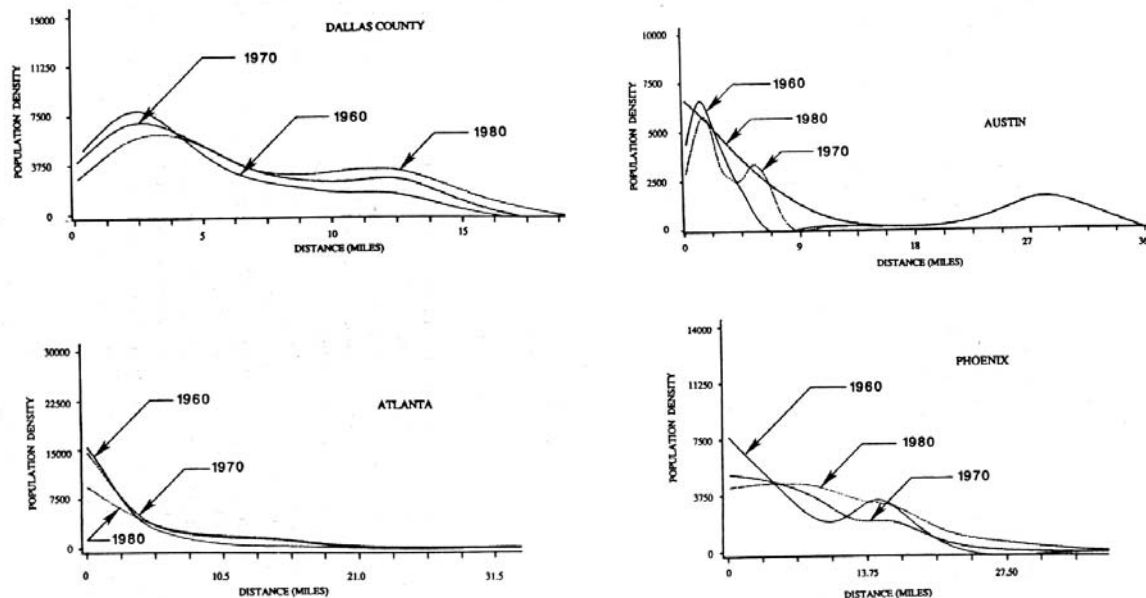 DALLAS COUNTY
POPULATION DENSITY
15000
11250
7500
3750
0
1970
1960
1980
0 5 10 15
DISTANCE (MILES)
AUSTIN
POPULATION DENSITY
10000
7500
5000
2500
0
1960
1980
1970
0 9 18 27 36
DISTANCE (MILES)
ATLANTA
POPULATION DENSITY
30000
22500
15000
7500
0
1960
1970
1980
0 10.5 21.0 31.5
DISTANCE (MILES)
PHOENIX
POPULATION DENSITY
14000
11250
7500
3750
0
1960
1980
1970
0 13.75 27.50
DISTANCE (MILES)